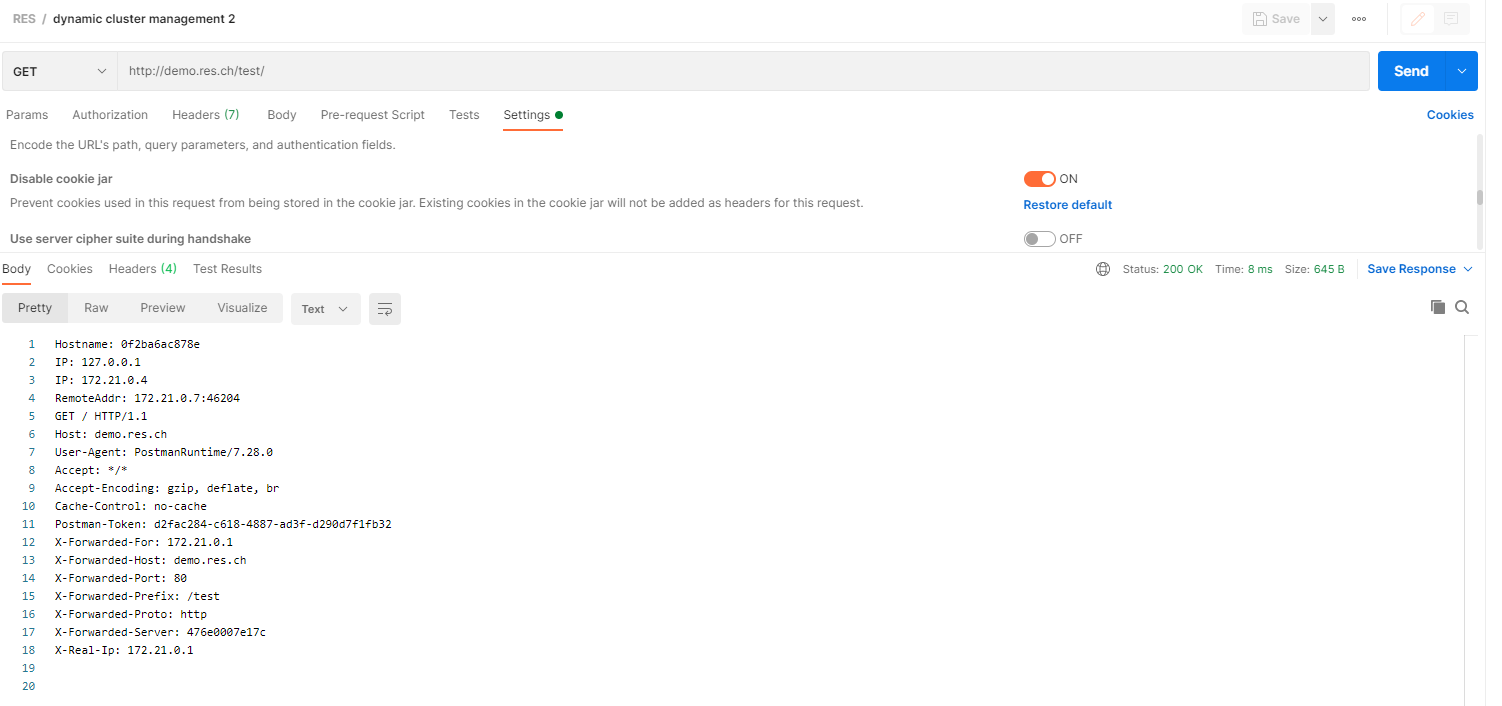 RES / dynamic cluster management 2
Save
GET http://demo.res.ch/test/ Send
Params Authorization Headers (7) Body Pre-request Script Tests Settings Cookies
Encode the URL's path, query parameters, and authentication fields.
Disable cookie jar ON
Prevent cookies used in this request from being stored in the cookie jar. Existing cookies in the cookie jar will not be added as headers for this request. Restore default
Use server cipher suite during handshake OFF
Body Cookies Headers (4) Test Results Status: 200 OK Time: 8 ms Size: 645 B Save Response
Pretty Raw Preview Visualize Text
1 Hostname: 0f2ba6ac878e
2 IP: 127.0.0.1
3 IP: 172.21.0.4
4 RemoteAddr: 172.21.0.7:46204
5 GET / HTTP/1.1
6 Host: demo.res.ch
7 User-Agent: PostmanRuntime/7.28.0
8 Accept: */*
9 Accept-Encoding: gzip, deflate, br
10 Cache-Control: no-cache
11 Postman-Token: d2fac284-c618-4887-ad3f-d290d7f1fb32
12 X-Forwarded-For: 172.21.0.1
13 X-Forwarded-Host: demo.res.ch
14 X-Forwarded-Port: 80
15 X-Forwarded-Prefix: /test
16 X-Forwarded-Proto: http
17 X-Forwarded-Server: 476e0007e17c
18 X-Real-Ip: 172.21.0.1
19
20